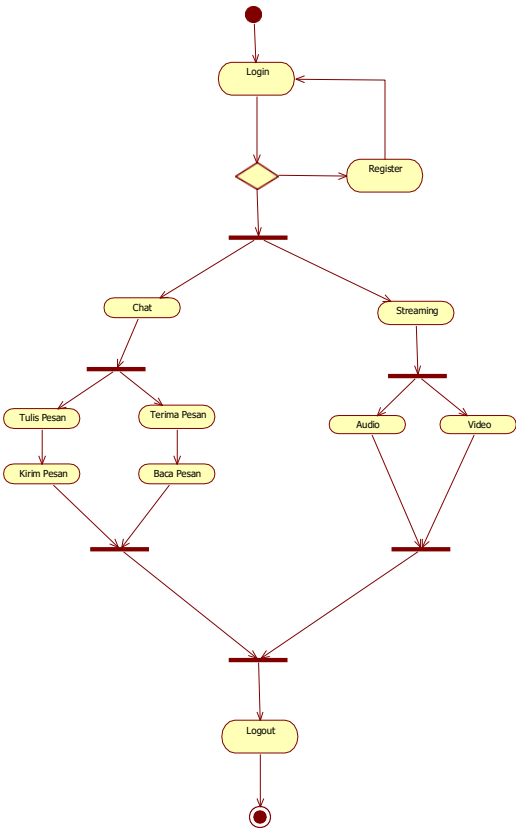 Login
Register
Chat
Streaming
Tulis Pesan
Terima Pesan
Audio
Video
Kirim Pesan
Baca Pesan
Logout